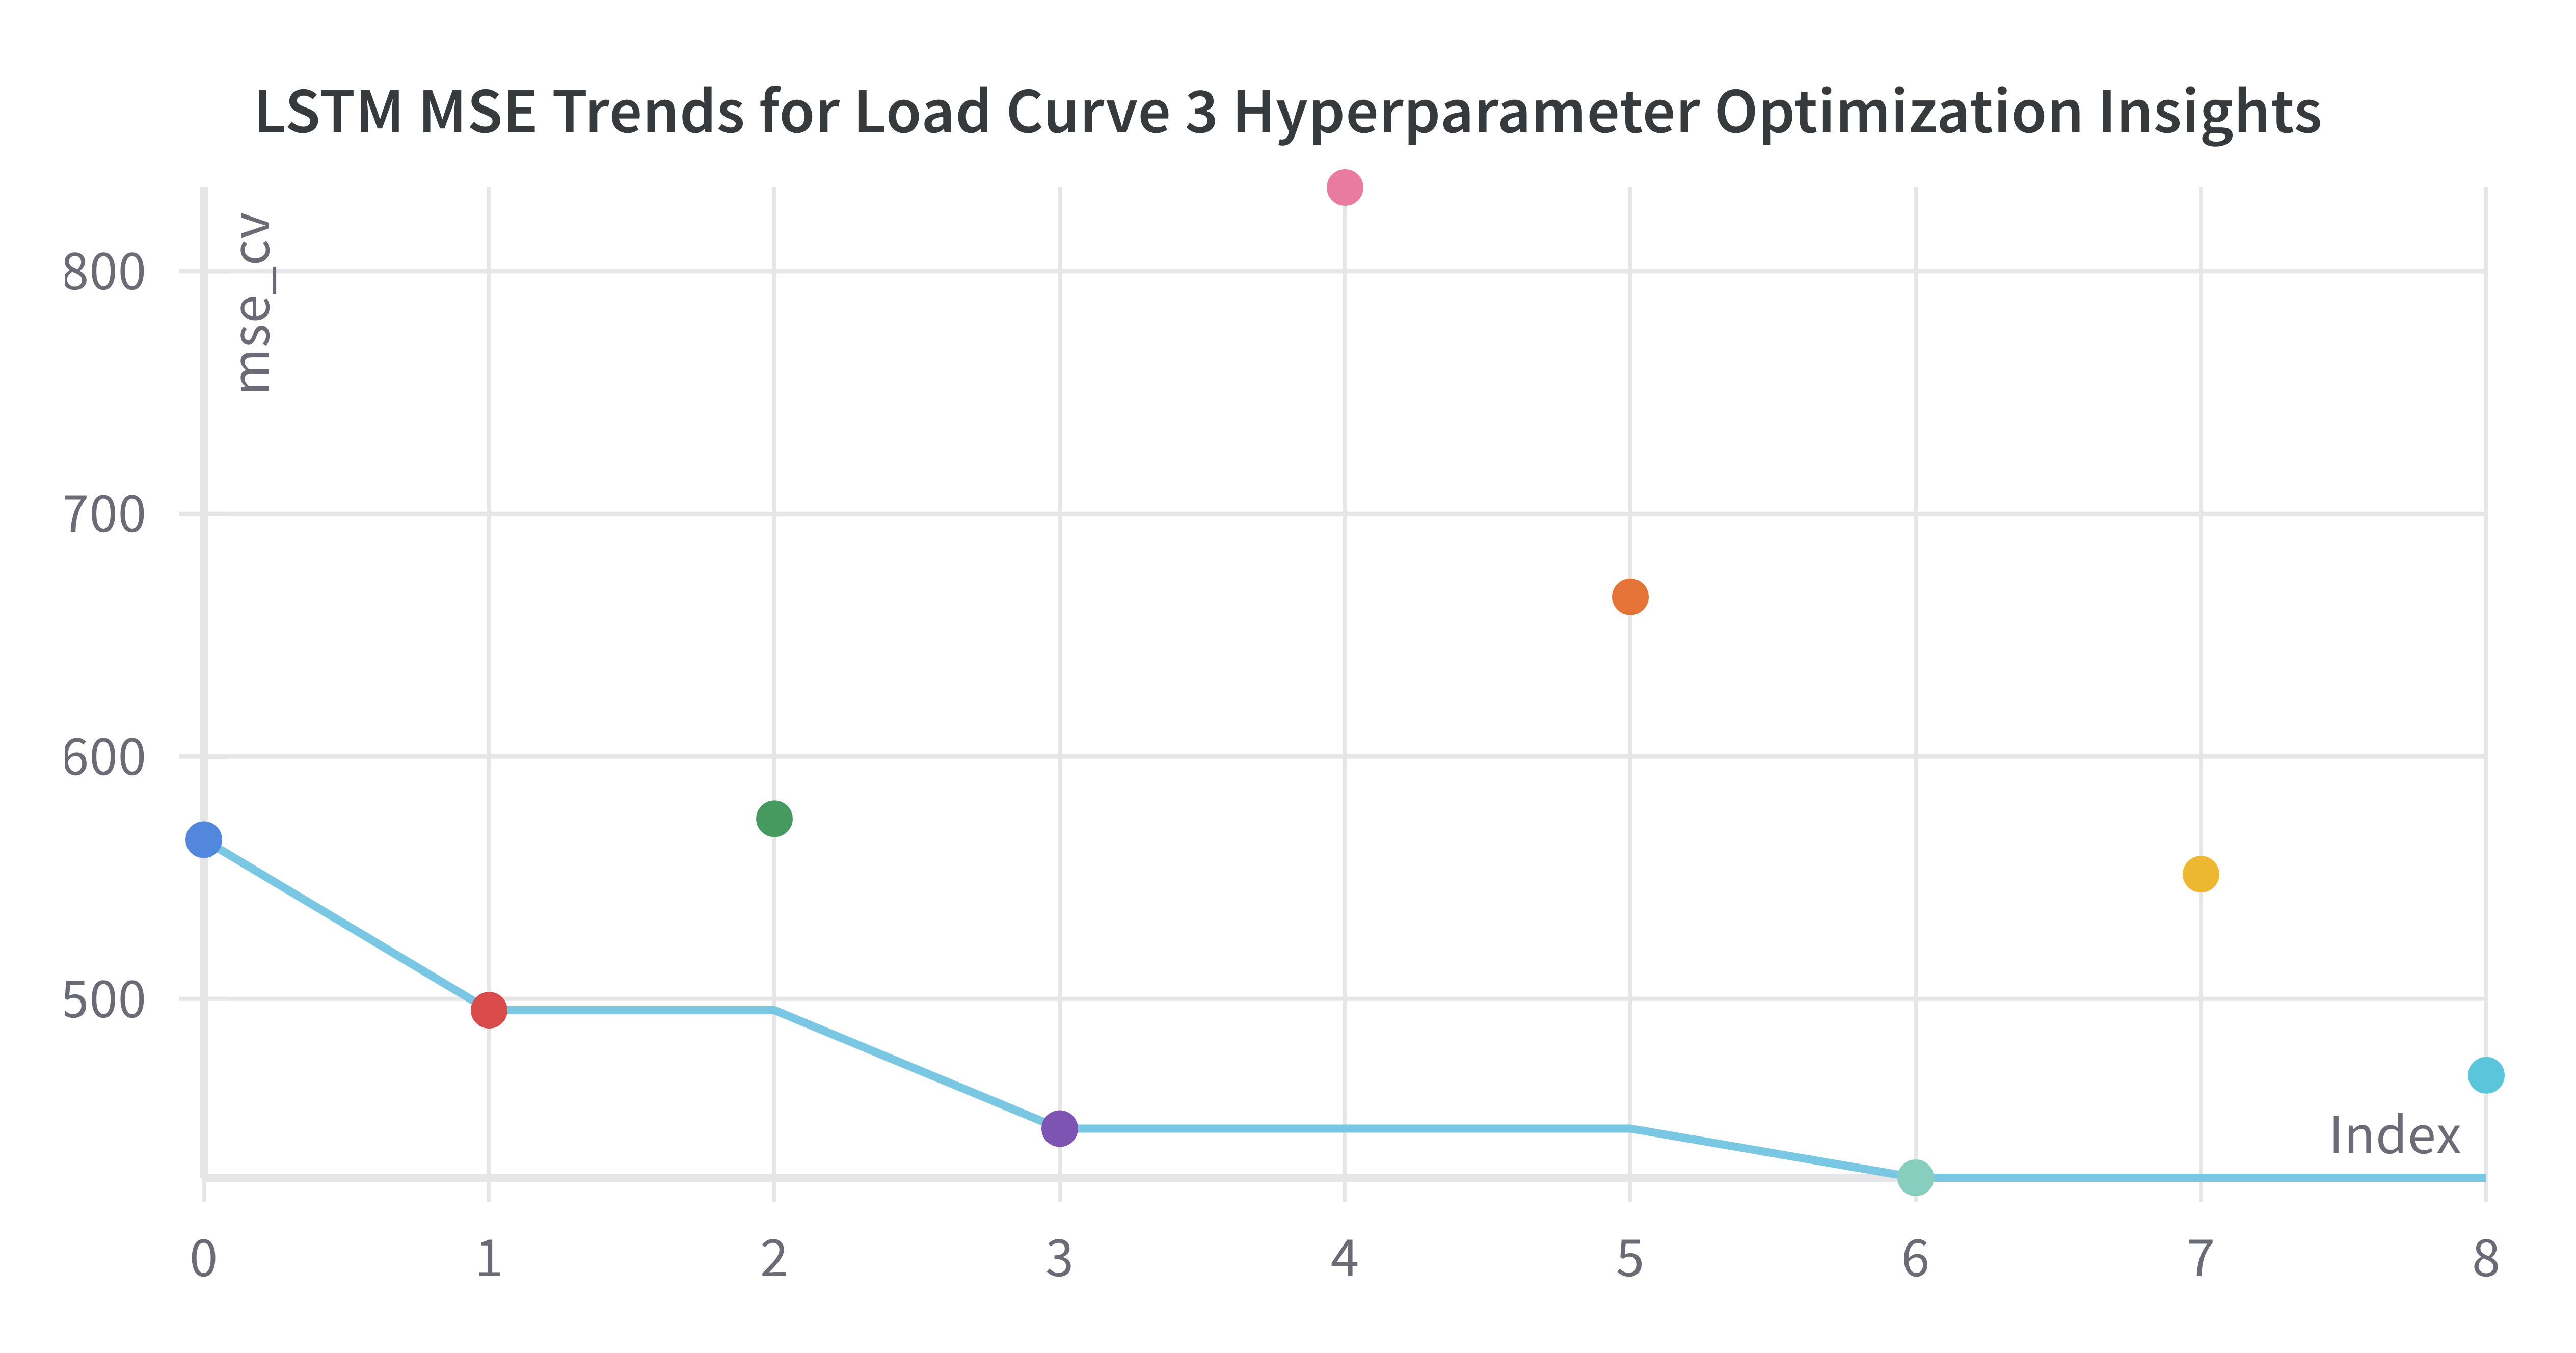 LSTM MSE Trends for Load Curve 3 Hyperparameter Optimization Insights
mse_cv
800
700
600
500
Index
0 1 2 3 4 5 6 7 8